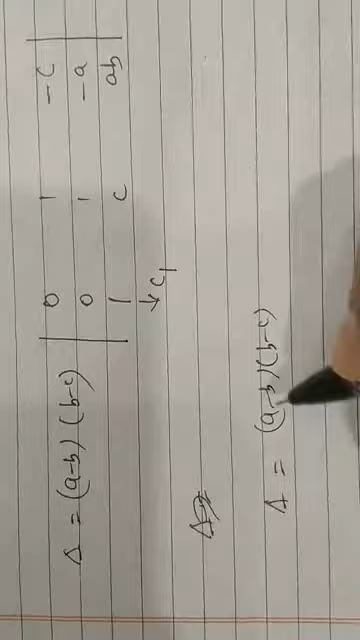 Δ = (a-b) (b-c) | 0 1 -c |
| 0 1 -a |
| 1 c ab |
↓ C1
Δ =
Δ = (a-b)(b-c)